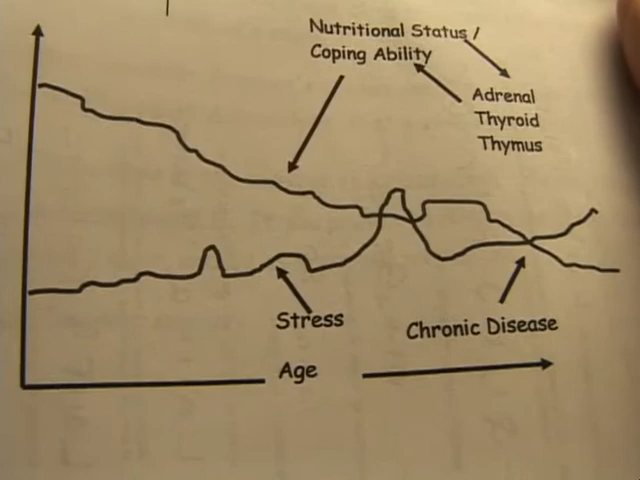 Nutritional Status /
Coping Ability
Adrenal
Thyroid
Thymus
Stress
Chronic Disease
Age